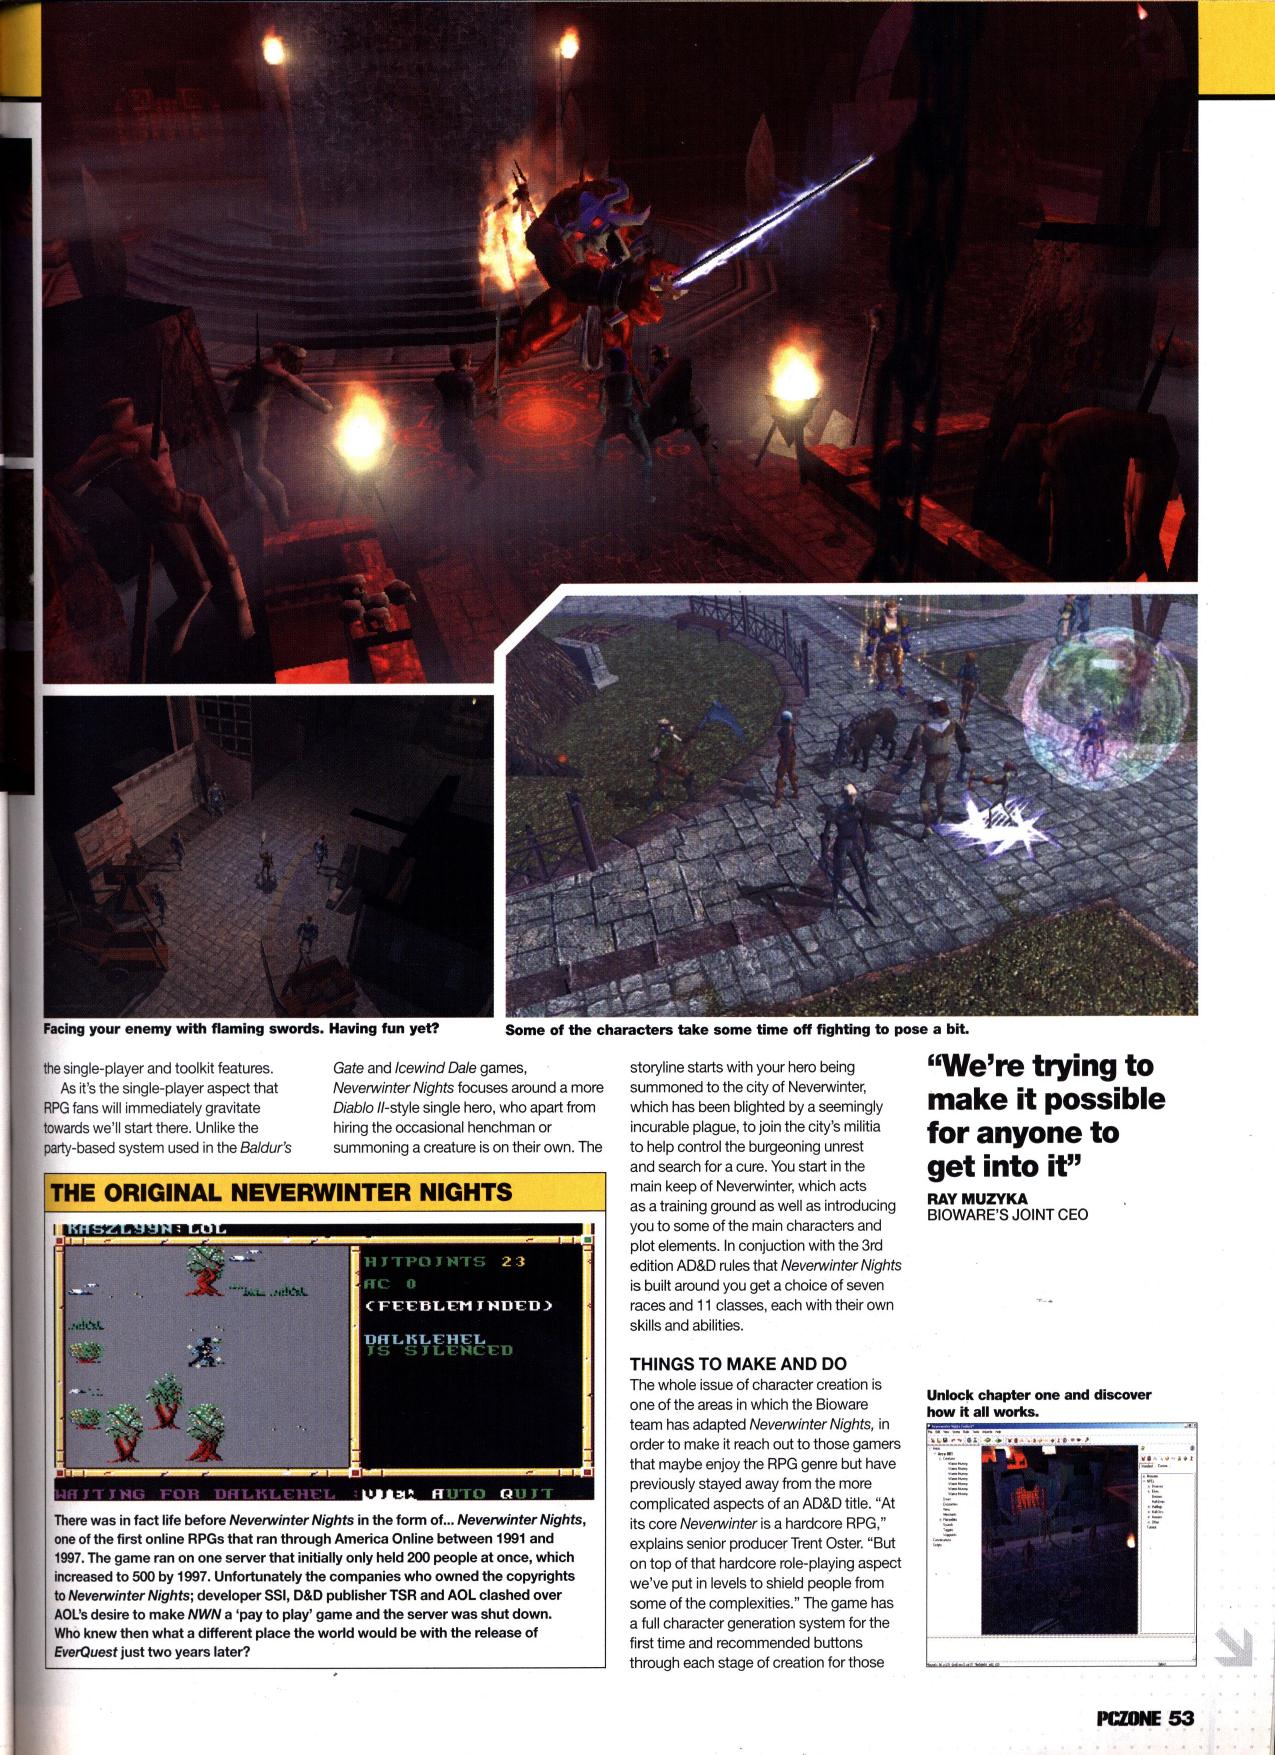 Facing your enemy with flaming swords. Having fun yet?
Some of the characters take some time off fighting to pose a bit.
the single-player and toolkit features.
As it's the single-player aspect that
RPG fans will immediately gravitate
towards we'll start there. Unlike the
party-based system used in the Baldur's
Gate and Icewind Dale games,
Neverwinter Nights focuses around a more
Diablo II-style single hero, who apart from
hiring the occasional henchman or
summoning a creature is on their own. The
storyline starts with your hero being
summoned to the city of Neverwinter,
which has been blighted by a seemingly
incurable plague, to join the city's militia
to help control the burgeoning unrest
and search for a cure. You start in the
main keep of Neverwinter, which acts
as a training ground as well as introducing
you to some of the main characters and
plot elements. In conjuction with the 3rd
edition AD&D rules that Neverwinter Nights
is built around you get a choice of seven
races and 11 classes, each with their own
skills and abilities.
THINGS TO MAKE AND DO
The whole issue of character creation is
one of the areas in which the Bioware
team has adapted Neverwinter Nights, in
order to make it reach out to those gamers
that maybe enjoy the RPG genre but have
previously stayed away from the more
complicated aspects of an AD&D title. "At
its core Neverwinter is a hardcore RPG,"
explains senior producer Trent Oster. "But
on top of that hardcore role-playing aspect
we've put in levels to shield people from
some of the complexities." The game has
a full character generation system for the
first time and recommended buttons
through each stage of creation for those
"We're trying to
make it possible
for anyone to
get into it"
RAY MUZYKA
BIOWARE'S JOINT CEO
Unlock chapter one and discover
how it all works.
THE ORIGINAL NEVERWINTER NIGHTS
KASZLYYN: LOL
HITPOINTS 23
AC 0
(FEEBLEMINDED)
DALKLEHEL
IS SILENCED
WAITING FOR DALKLEHEL : VIEW AUTO QUIT
There was in fact life before Neverwinter Nights in the form of... Neverwinter Nights,
one of the first online RPGs that ran through America Online between 1991 and
1997. The game ran on one server that initially only held 200 people at once, which
increased to 500 by 1997. Unfortunately the companies who owned the copyrights
to Neverwinter Nights; developer SSI, D&D publisher TSR and AOL clashed over
AOL's desire to make NWN a 'pay to play' game and the server was shut down.
Who knew then what a different place the world would be with the release of
EverQuest just two years later?
PCZONE 53